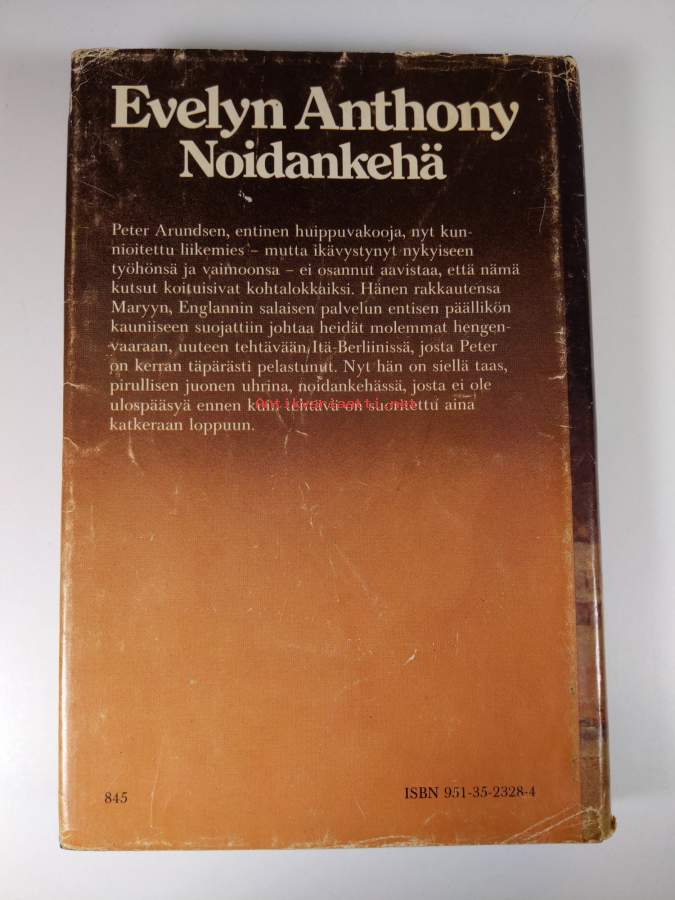 Evelyn Anthony
Noidankehä
Peter Arundsen, entinen huippuvakooja, nyt kun-
nioitettu liikemies – mutta ikävystynyt nykyiseen
työhönsä ja vaimoonsa – ei osannut aavistaa, että nämä
kutsut koituisivat kohtalokkaiksi. Hänen rakkautensa
Maryyn, Englannin salaisen palvelun entisen päällikön
kauniiseen suojattiin johtaa heidät molemmat hengen-
vaaraan, uuteen tehtävään Itä-Berliinissä, josta Peter
on kerran täpärästi pelastunut. Nyt hän on siellä taas,
pirullisen juonen uhrina, noidankehässä, josta ei ole
ulospääsyä ennen kuin tehtävä on suoritettu aina
Antikvariaatti.net
katkeraan loppuun.
845
ISBN 951-35-2328-4